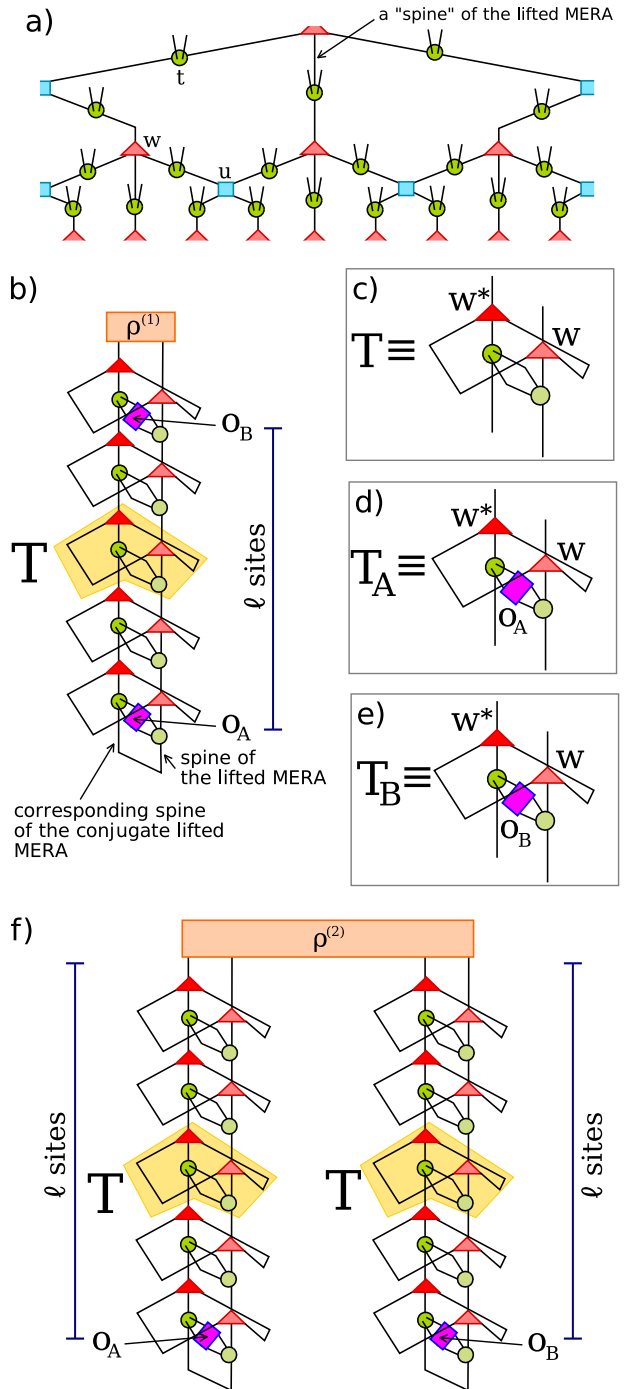 a)
a "spine" of the lifted MERA
t
w
u
b)
ρ(1)
oB
T
ℓ sites
oA
spine of
the lifted MERA
corresponding spine
of the conjugate lifted
MERA
c)
w*
w
T≡
d)
w*
w
TA≡
oA
e)
w*
w
TB≡
oB
f)
ρ(2)
ℓ sites
ℓ sites
T
T
oA
oB